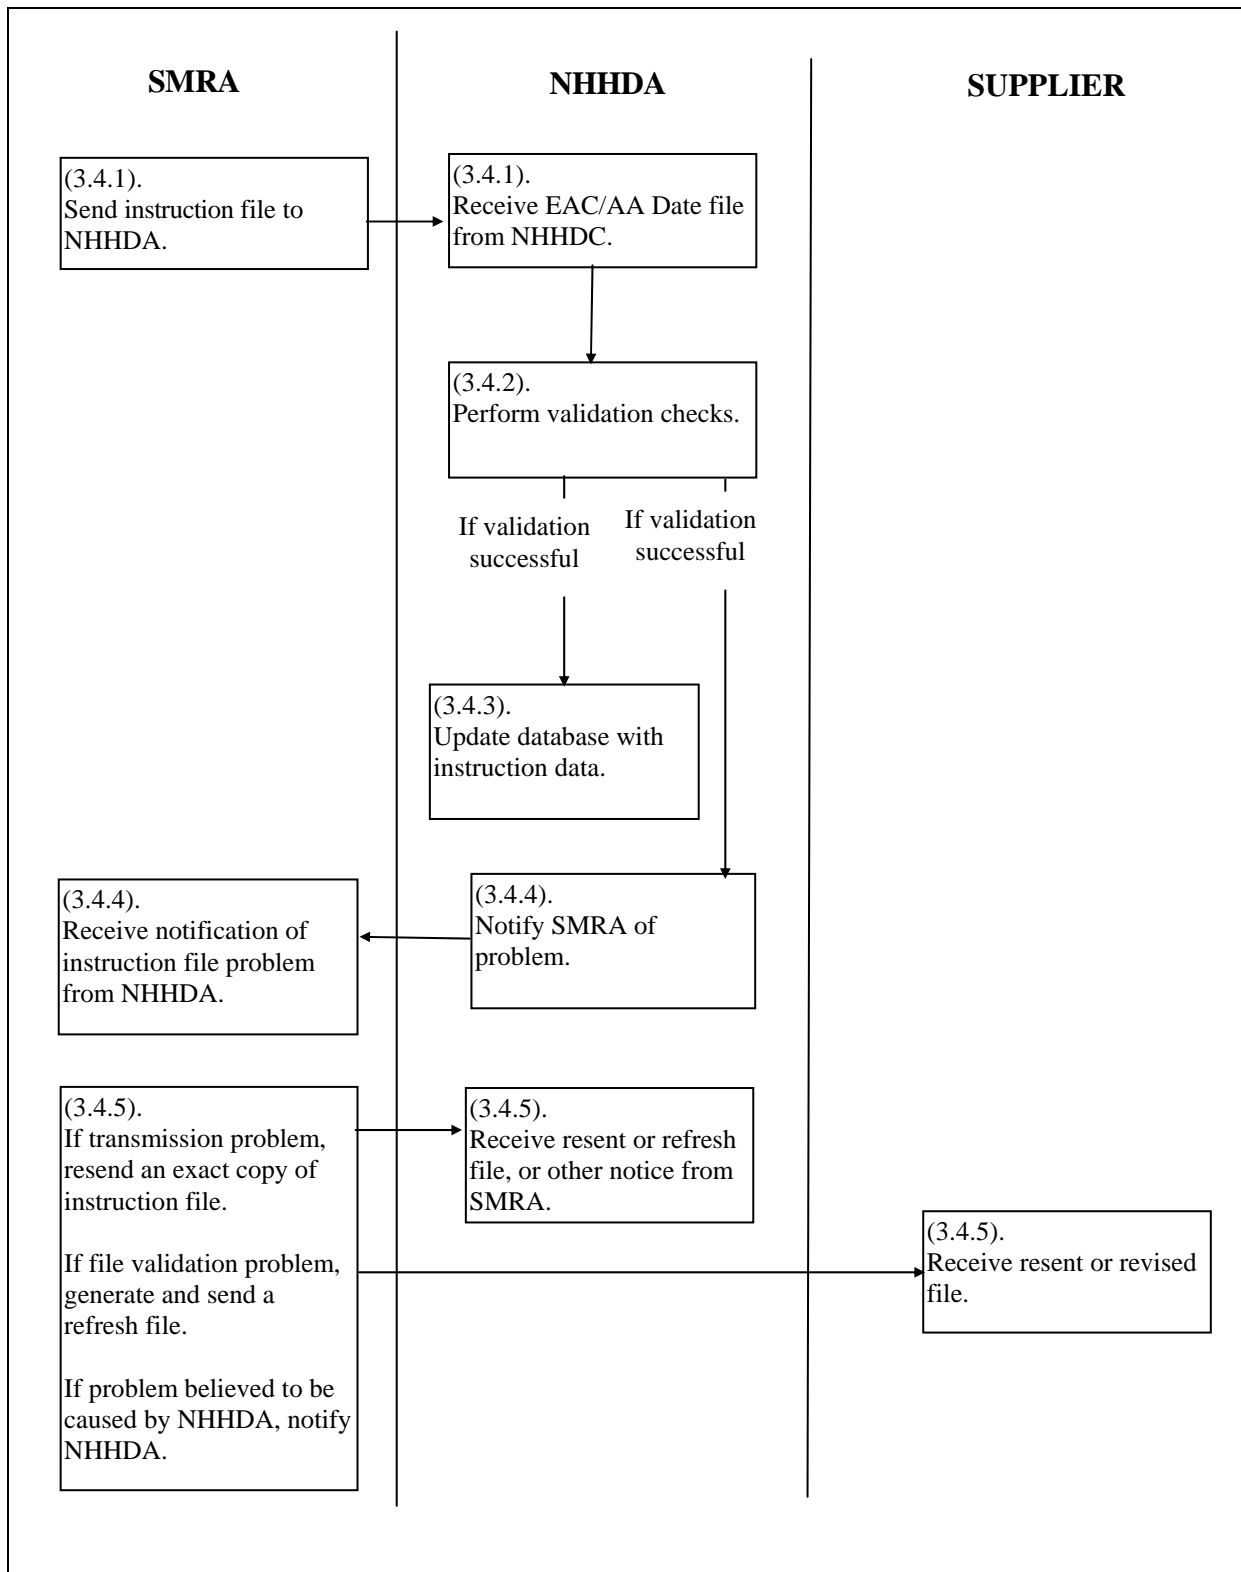 SMRA
NHHDA
SUPPLIER
(3.4.1).
Send instruction file to
NHHDA.
(3.4.1).
Receive EAC/AA Date file
from NHHDC.
(3.4.2).
Perform validation checks.
If validation
successful
If validation
successful
(3.4.3).
Update database with
instruction data.
(3.4.4).
Receive notification of
instruction file problem
from NHHDA.
(3.4.4).
Notify SMRA of
problem.
(3.4.5).
If transmission problem,
resend an exact copy of
instruction file.
If file validation problem,
generate and send a
refresh file.
If problem believed to be
caused by NHHDA, notify
NHHDA.
(3.4.5).
Receive resent or refresh
file, or other notice from
SMRA.
(3.4.5).
Receive resent or revised
file.